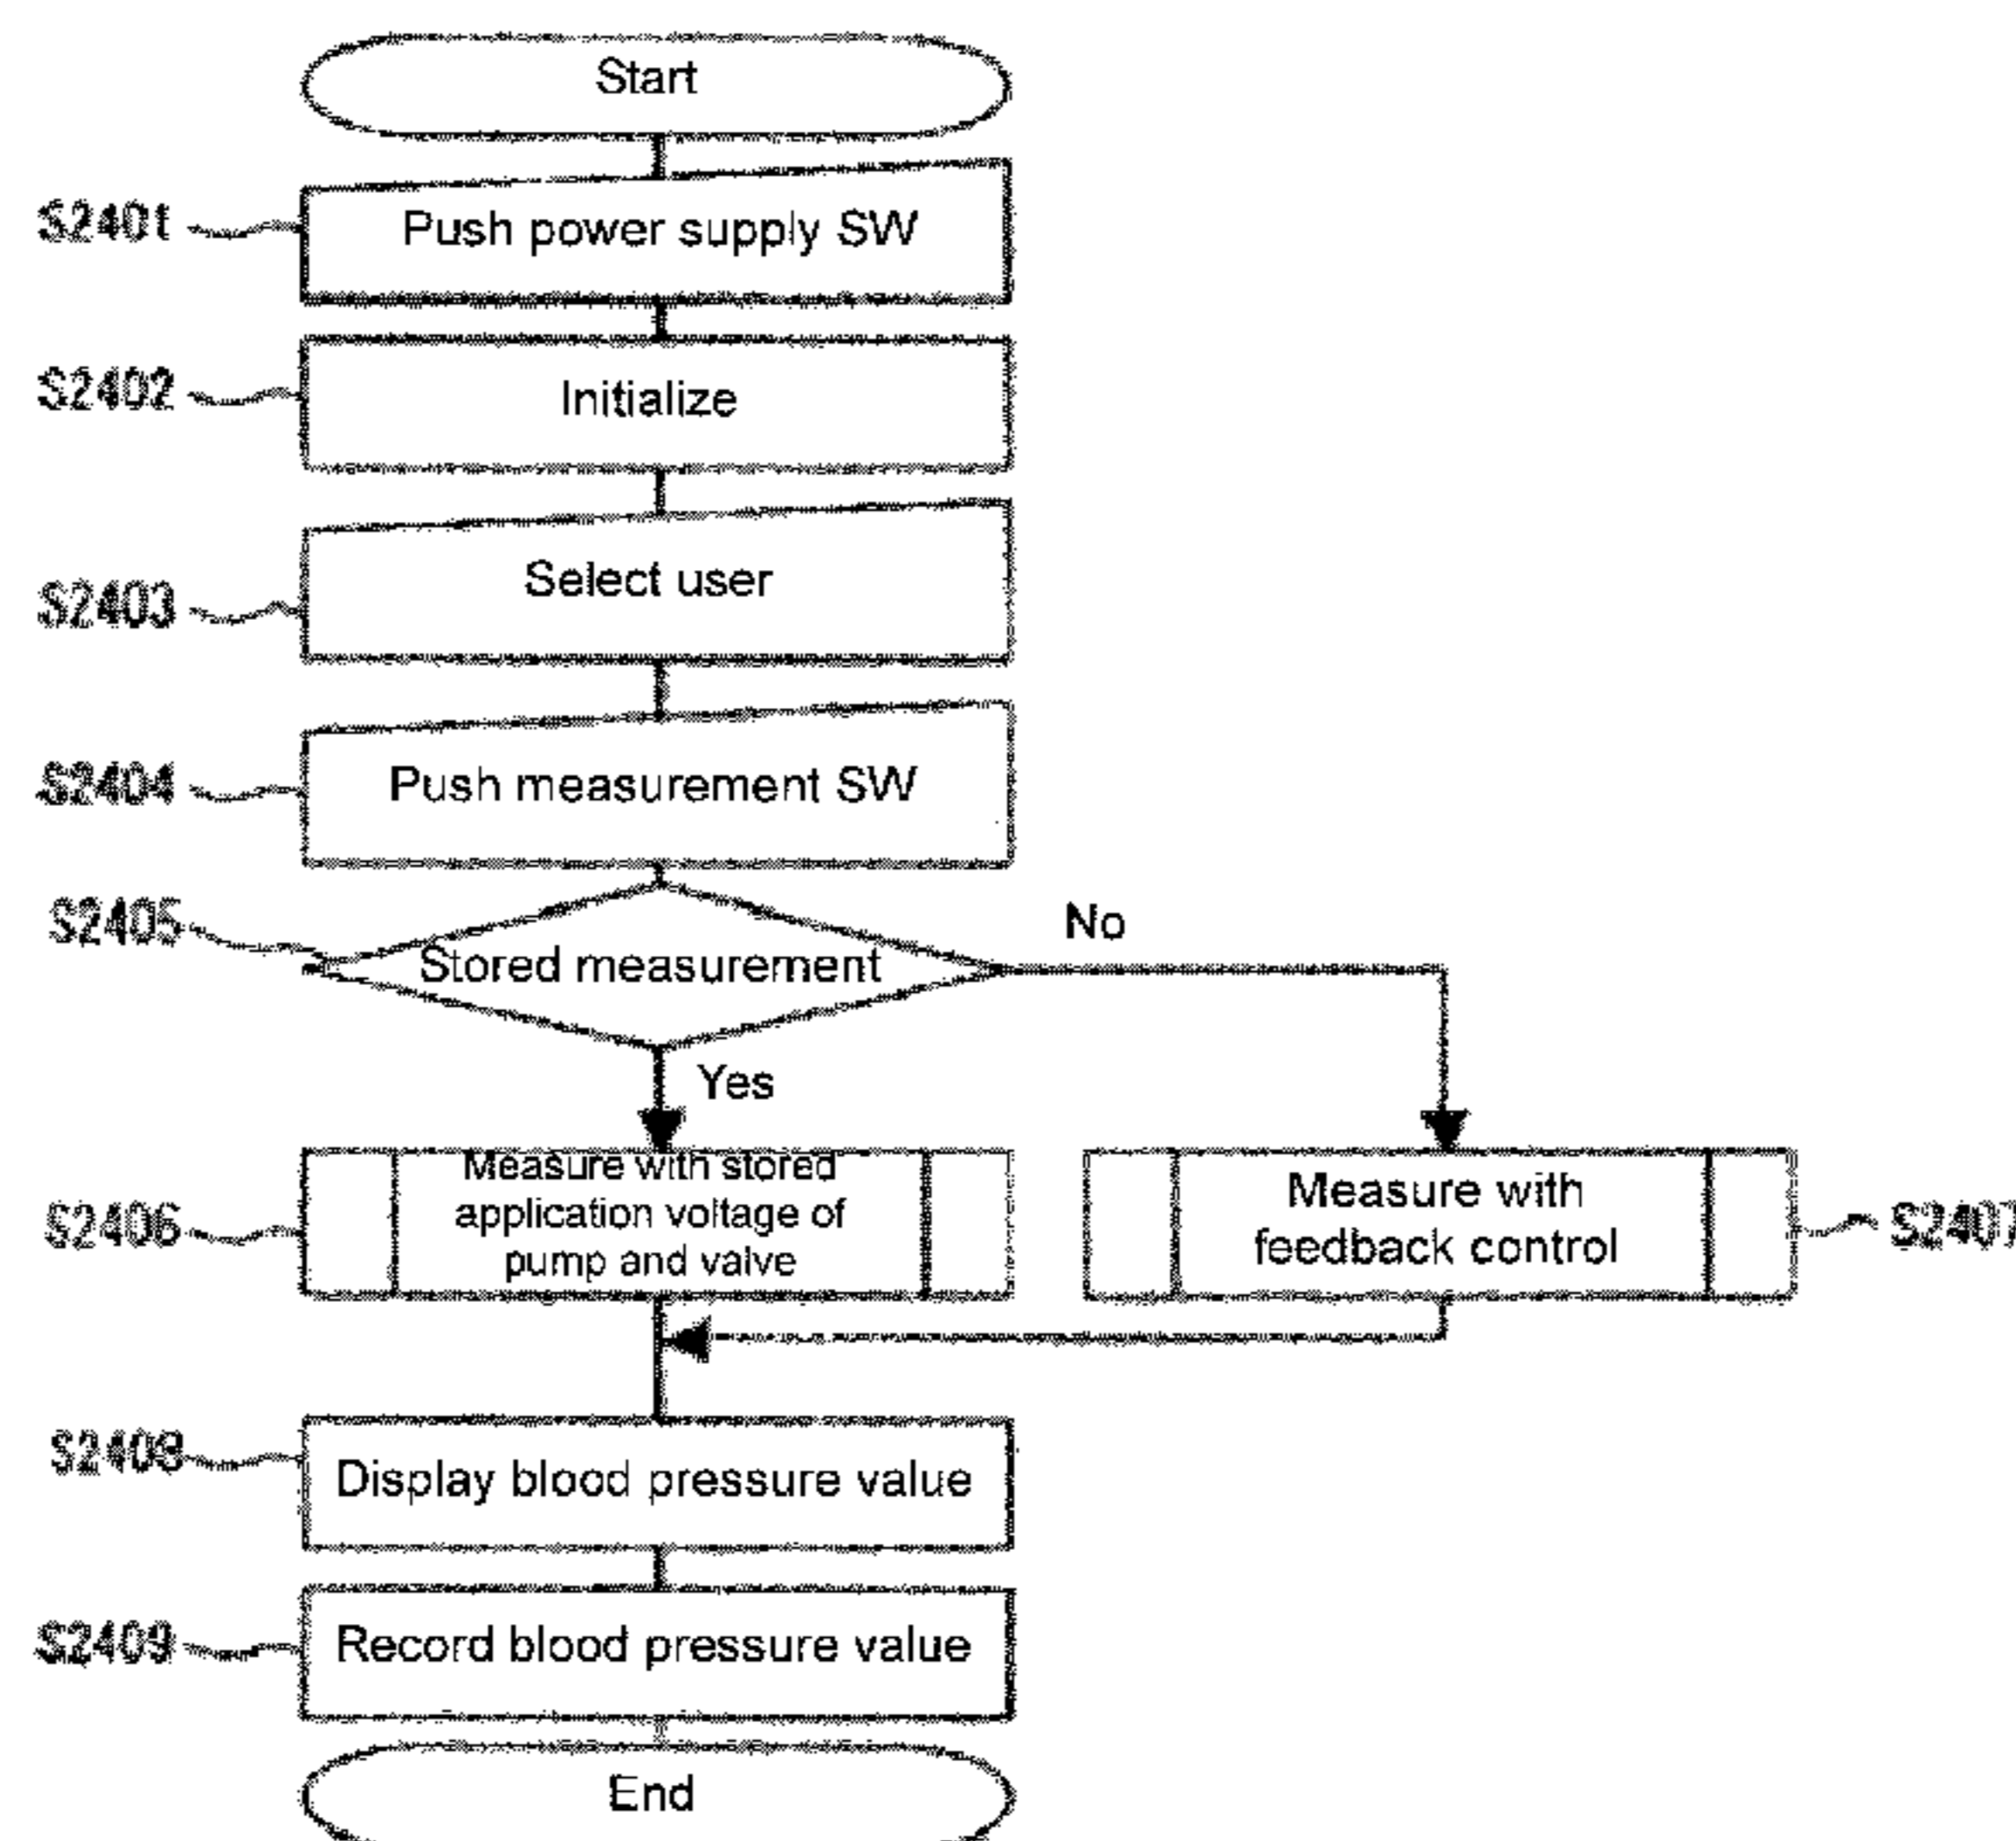 Start
S2401
Push power supply SW
S2402
Initialize
S2403
Select user
S2404
Push measurement SW
S2405
Stored measurement
No
Yes
S2406
Measure with stored
application voltage of
pump and valve
Measure with
feedback control
S2407
S2408
Display blood pressure value
S2409
Record blood pressure value
End